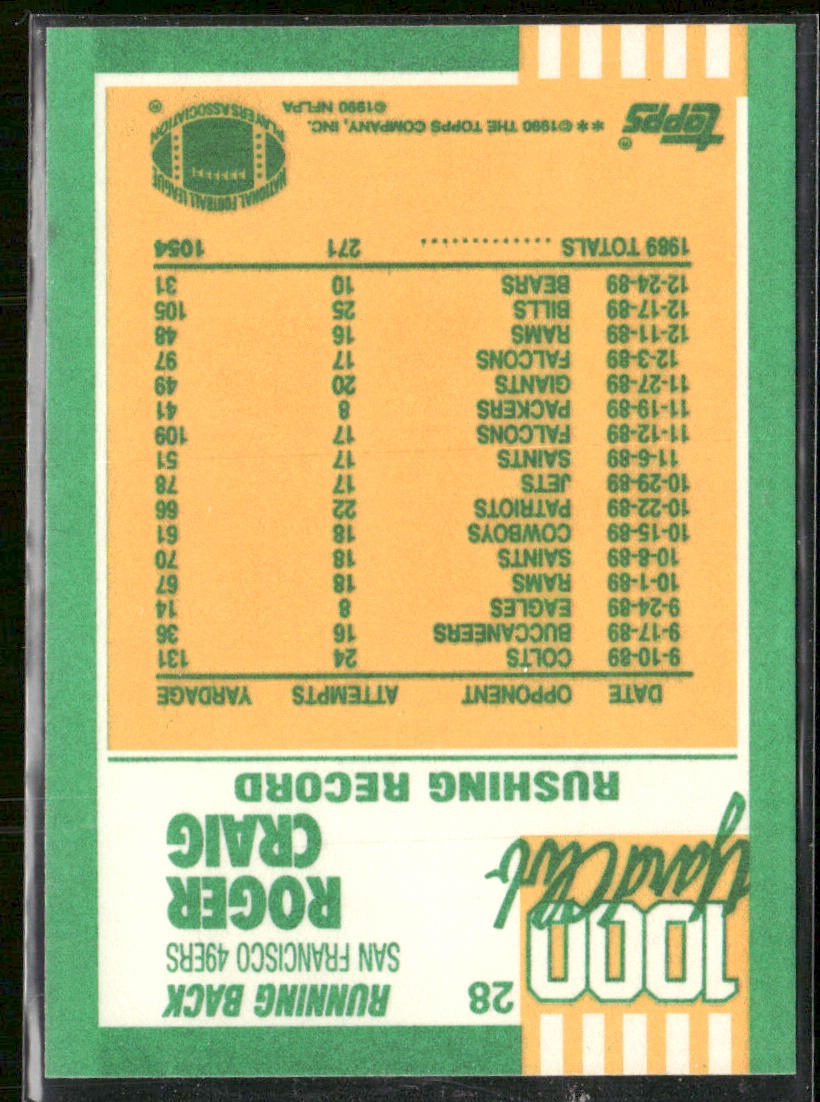 1000
Yard Club
28
RUNNING BACK
SAN FRANCISCO 49ERS
ROGER
CRAIG
RUSHING RECORD
DATE OPPONENT ATTEMPTS YARDAGE
9-10-89 COLTS 24 131
9-17-89 BUCCANEERS 16 36
9-24-89 EAGLES 8 14
10-1-89 RAMS 18 67
10-8-89 SAINTS 18 70
10-15-89 COWBOYS 18 61
10-22-89 PATRIOTS 22 66
10-29-89 JETS 17 78
11-6-89 SAINTS 17 51
11-12-89 FALCONS 17 109
11-19-89 PACKERS 8 41
11-27-89 GIANTS 20 49
12-3-89 FALCONS 17 97
12-11-89 RAMS 16 48
12-17-89 BILLS 25 105
12-24-89 BEARS 10 31
1989 TOTALS ............. 271 1054
Topps®
**©1990 THE TOPPS COMPANY, INC.
©1990 NFLPA
NATIONAL FOOTBALL LEAGUE
PLAYERS ASSOCIATION
®